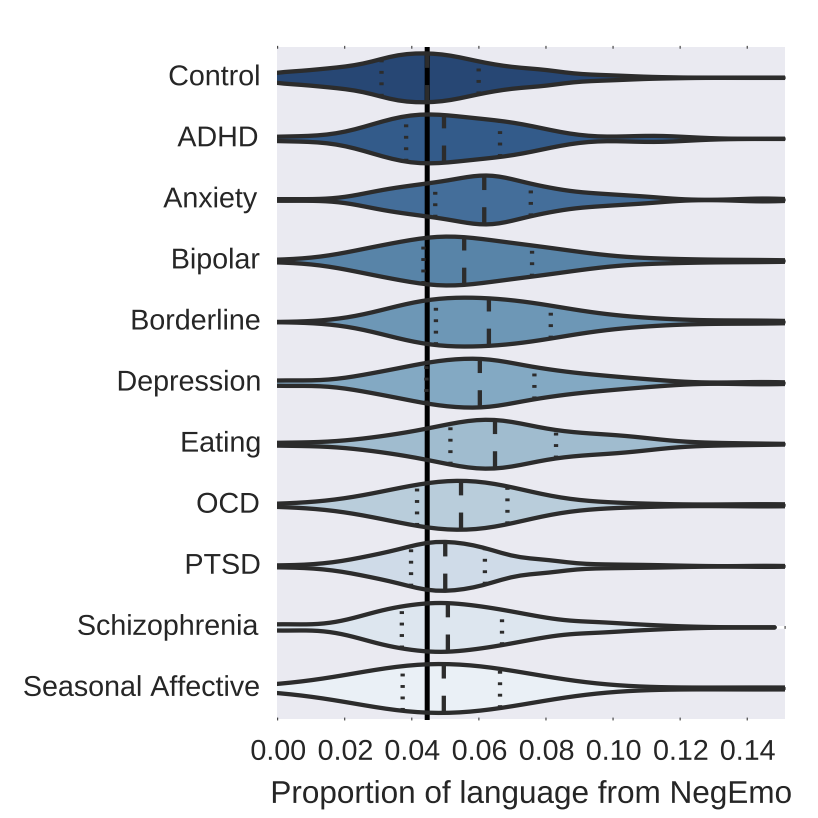 Control
ADHD
Anxiety
Bipolar
Borderline
Depression
Eating
OCD
PTSD
Schizophrenia
Seasonal Affective
0.00 0.02 0.04 0.06 0.08 0.10 0.12 0.14
Proportion of language from NegEmo